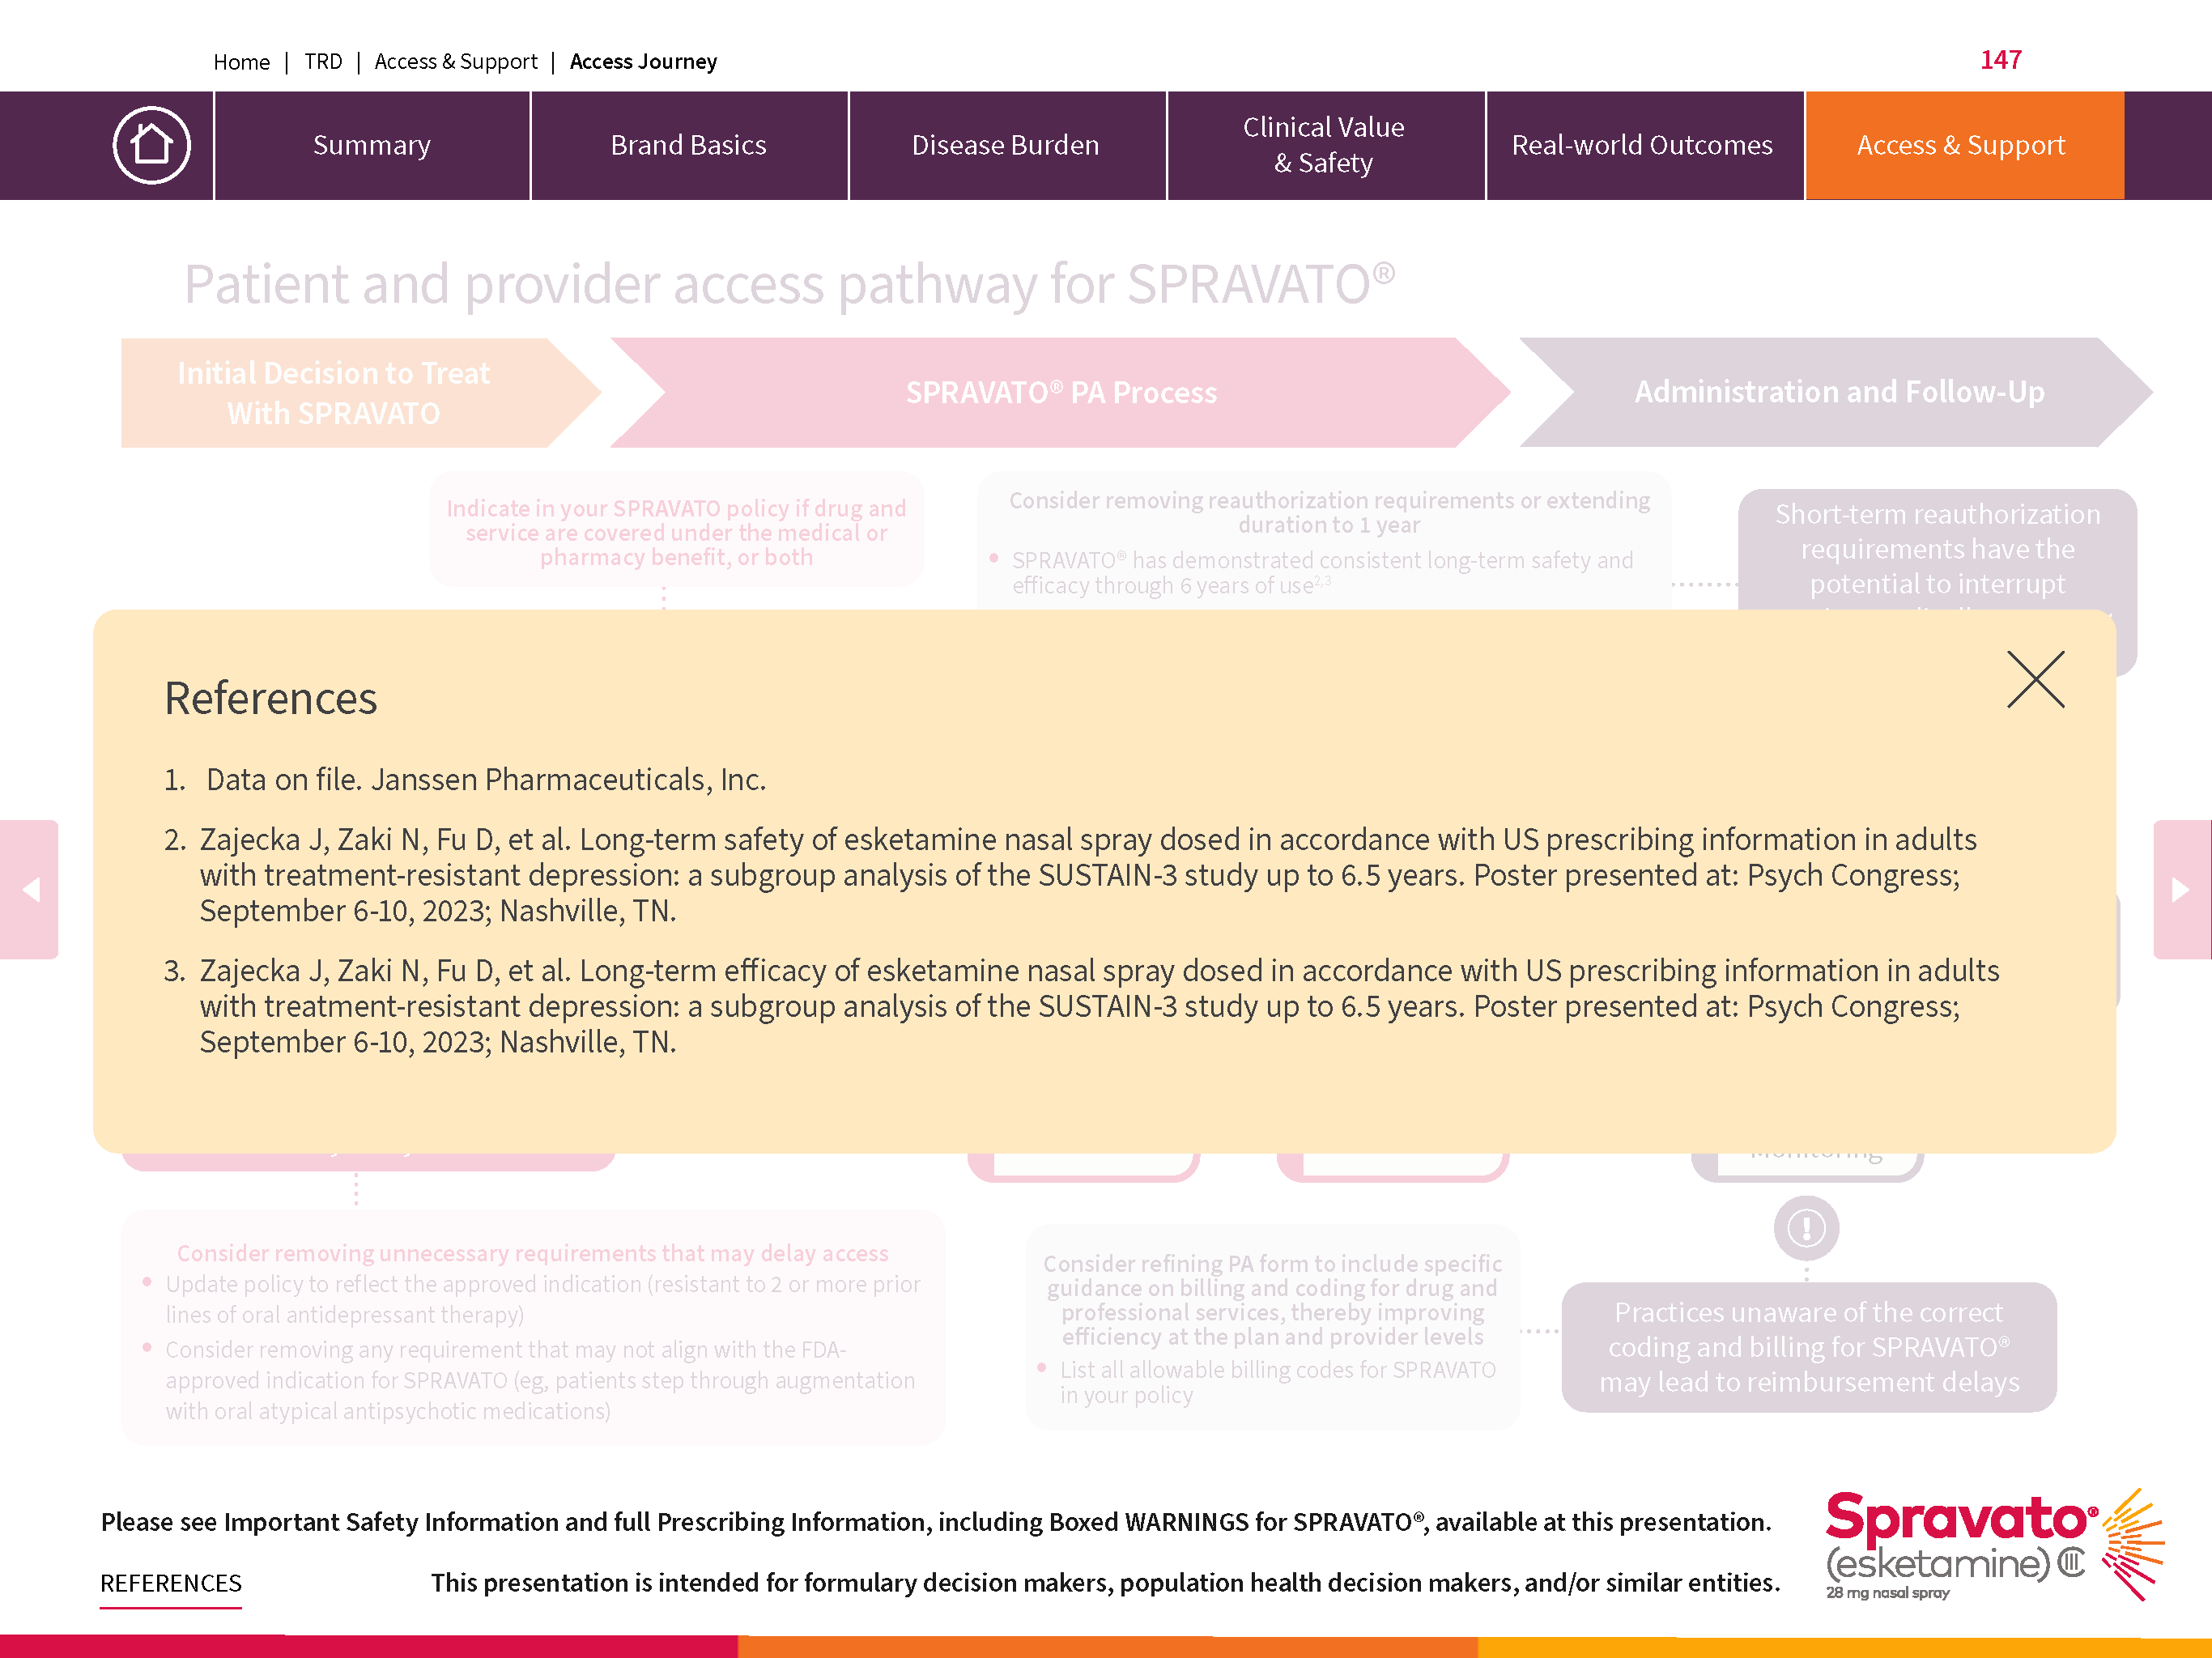 Home | TRD | Access & Support | Access Journey
147
Summary
Brand Basics
Disease Burden
Clinical Value
& Safety
Real-world Outcomes
Access & Support
Patient and provider access pathway for SPRAVATO®
Initial Decision to Treat
With SPRAVATO
SPRAVATO® PA Process
Administration and Follow-Up
Indicate in your SPRAVATO policy if drug and
service are covered under the medical or
pharmacy benefit, or both
Consider removing reauthorization requirements or extending
duration to 1 year
• SPRAVATO® has demonstrated consistent long-term safety and
efficacy through 6 years of use2,3
Short-term reauthorization
requirements have the
potential to interrupt
References
1. Data on file. Janssen Pharmaceuticals, Inc.
2. Zajecka J, Zaki N, Fu D, et al. Long-term safety of esketamine nasal spray dosed in accordance with US prescribing information in adults
with treatment-resistant depression: a subgroup analysis of the SUSTAIN-3 study up to 6.5 years. Poster presented at: Psych Congress;
September 6-10, 2023; Nashville, TN.
3. Zajecka J, Zaki N, Fu D, et al. Long-term efficacy of esketamine nasal spray dosed in accordance with US prescribing information in adults
with treatment-resistant depression: a subgroup analysis of the SUSTAIN-3 study up to 6.5 years. Poster presented at: Psych Congress;
September 6-10, 2023; Nashville, TN.
Monitoring
Consider removing unnecessary requirements that may delay access
• Update policy to reflect the approved indication (resistant to 2 or more prior
lines of oral antidepressant therapy)
• Consider removing any requirement that may not align with the FDA-
approved indication for SPRAVATO (eg, patients step through augmentation
with oral atypical antipsychotic medications)
Consider refining PA form to include specific
guidance on billing and coding for drug and
professional services, thereby improving
efficiency at the plan and provider levels
• List all allowable billing codes for SPRAVATO
in your policy
Practices unaware of the correct
coding and billing for SPRAVATO®
may lead to reimbursement delays
Please see Important Safety Information and full Prescribing Information, including Boxed WARNINGS for SPRAVATO®, available at this presentation.
REFERENCES
This presentation is intended for formulary decision makers, population health decision makers, and/or similar entities.
Spravato®
(esketamine) CIII
28 mg nasal spray